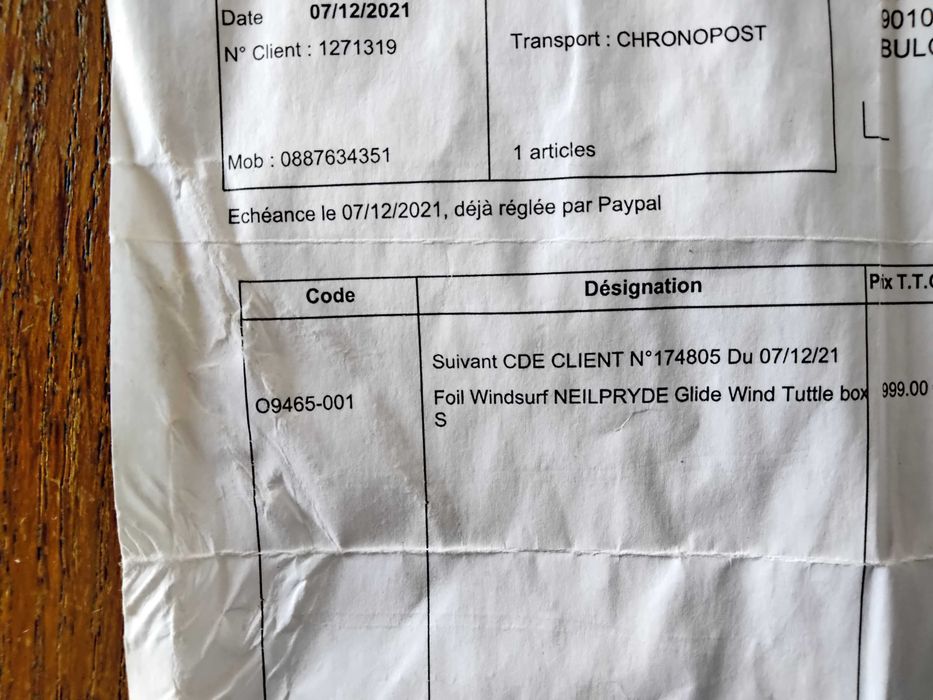 Date 07/12/2021
N° Client : 1271319
Mob : 0887634351
Transport : CHRONOPOST
1 articles
9010
Echéance le 07/12/2021, déjà réglée par Paypal
Code Désignation Pix T.T.
Suivant CDE CLIENT N°174805 Du 07/12/21
O9465-001 Foil Windsurf NEILPRYDE Glide Wind Tuttle box 999.00
S